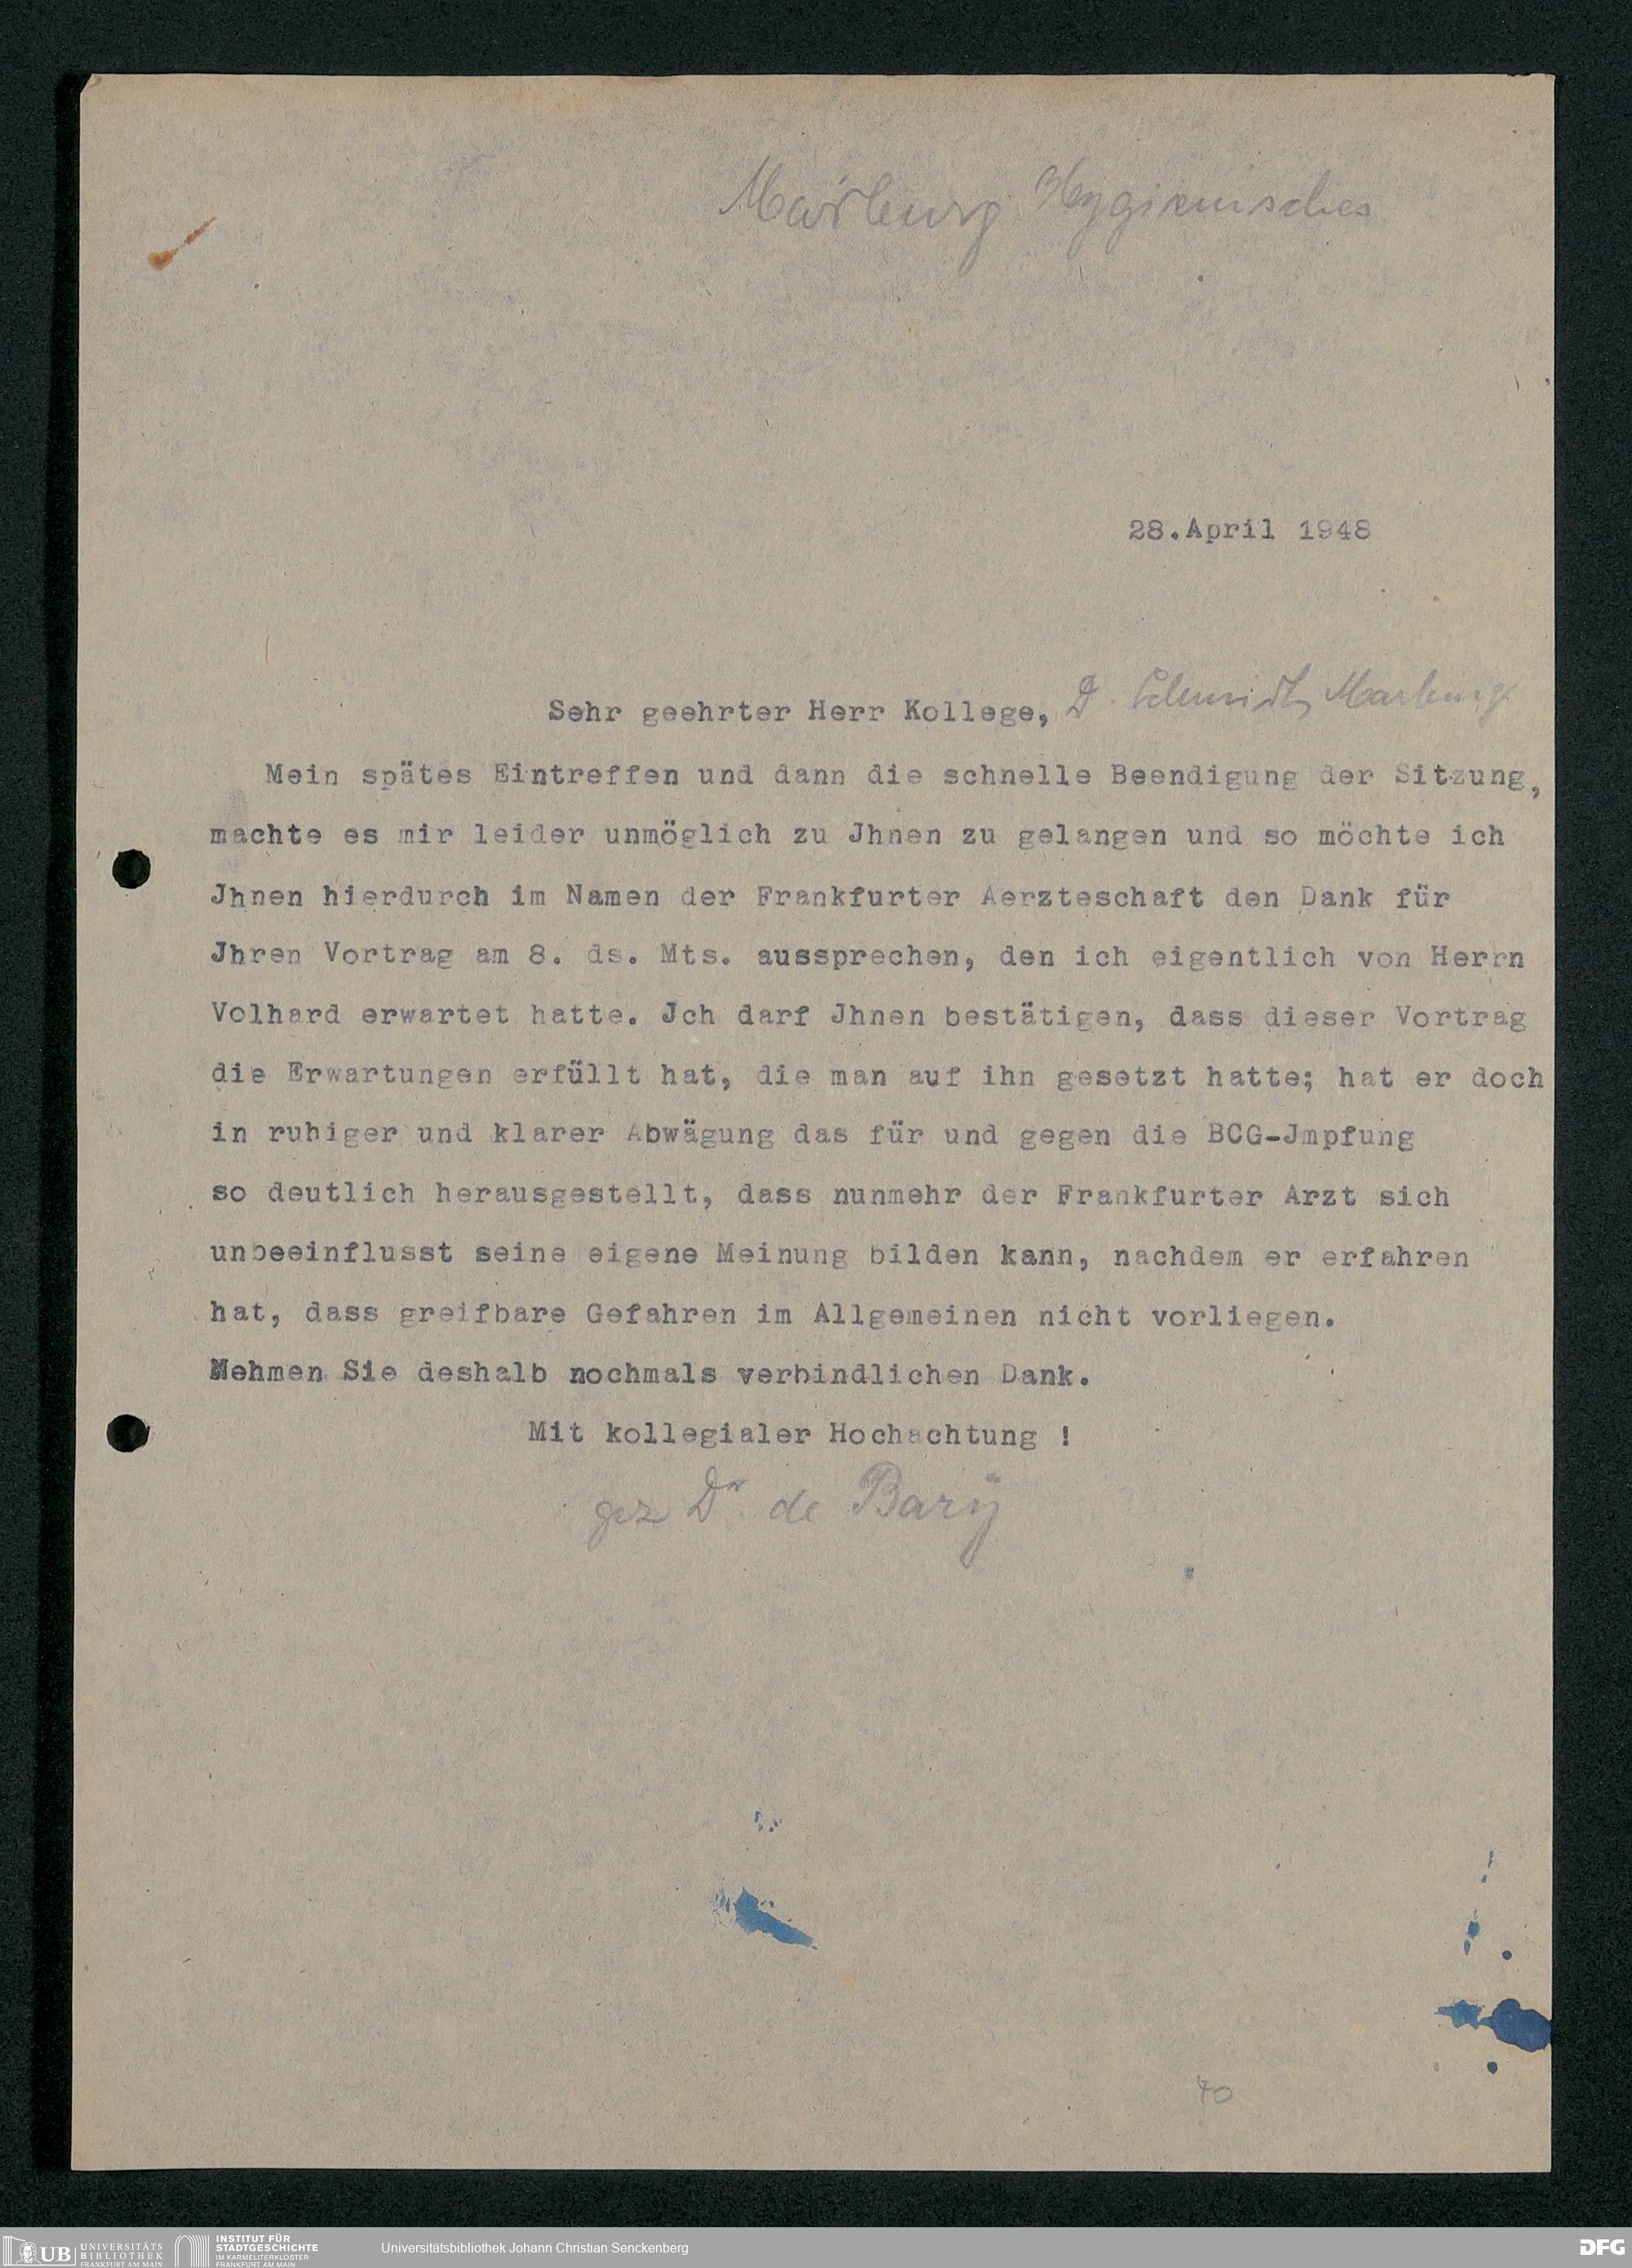 Marburg Hygienisches
28.April 1948
Sehr geehrter Herr Kollege, Dr. Schmidt, Marburg.
Mein spätes Eintreffen und dann die schnelle Beendigung der Sitzung,
machte es mir leider unmöglich zu Jhnen zu gelangen und so möchte ich
Jhnen hierdurch im Namen der Frankfurter Aerzteschaft den Dank für
Jhren Vortrag am 8. ds. Mts. aussprechen, den ich eigentlich von Herrn
Volhard erwartet hatte. Jch darf Jhnen bestätigen, dass dieser Vortrag
die Erwartungen erfüllt hat, die man auf ihn gesetzt hatte; hat er doch
in ruhiger und klarer Abwägung das für und gegen die BCG-Jmpfung
so deutlich herausgestellt, dass nunmehr der Frankfurter Arzt sich
unbeeinflusst seine eigene Meinung bilden kann, nachdem er erfahren
hat, dass greifbare Gefahren im Allgemeinen nicht vorliegen.
Nehmen Sie deshalb nochmals verbindlichen Dank.
Mit kollegialer Hochachtung !
gez Dr. de Bary
40
UB UNIVERSITÄTS BIBLIOTHEK FRANKFURT AM MAIN
INSTITUT FÜR STADTGESCHICHTE IM KARMELITERKLOSTER FRANKFURT AM MAIN
Universitätsbibliothek Johann Christian Senckenberg
DFG